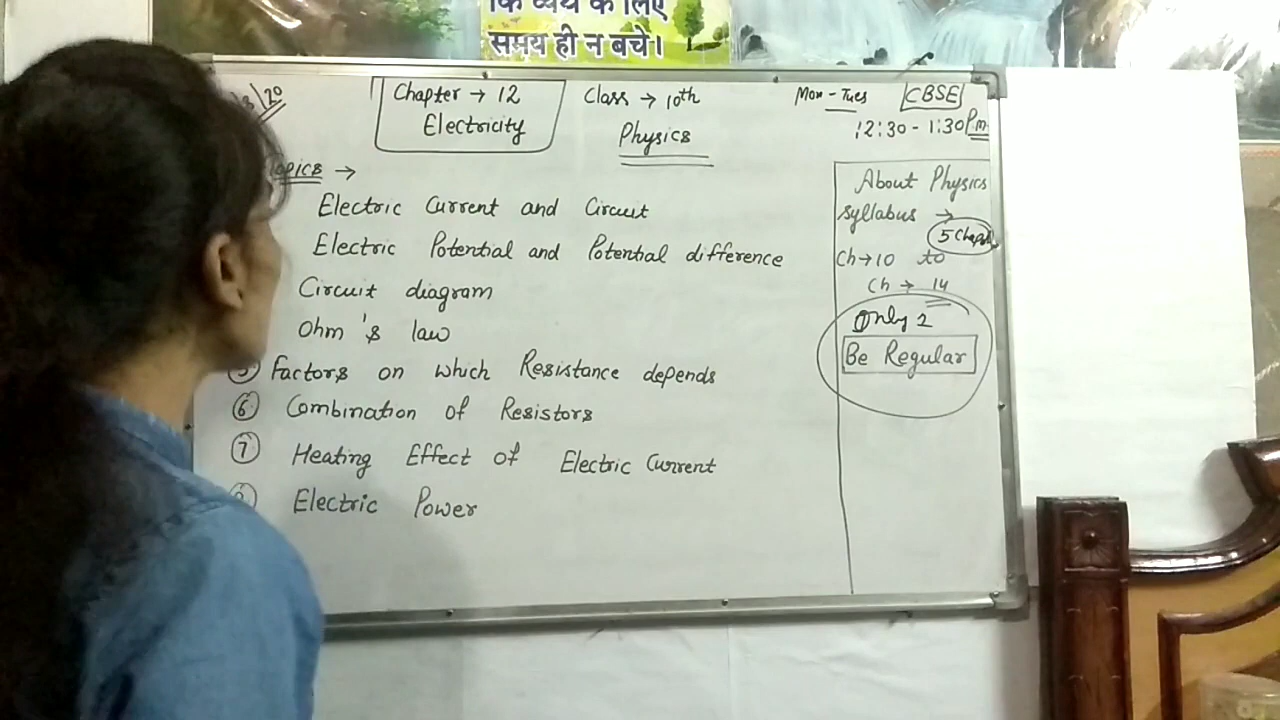 कि व्यर्थ के लिए
समय ही न बचे।
20
Chapter → 12
Electricity
Class → 10th
Physics
Mon - Tues
CBSE
12:30 - 1:30 Pm
Topics →
Electric Current and Circuit
Electric Potential and Potential difference
Circuit diagram
Ohm's law
5 Factors on which Resistance depends
6 Combination of Resistors
7 Heating Effect of Electric Current
Electric Power
About Physics
Syllabus →
5 Chapt
Ch → 10 to
Ch → 14
Only 2
Be Regular